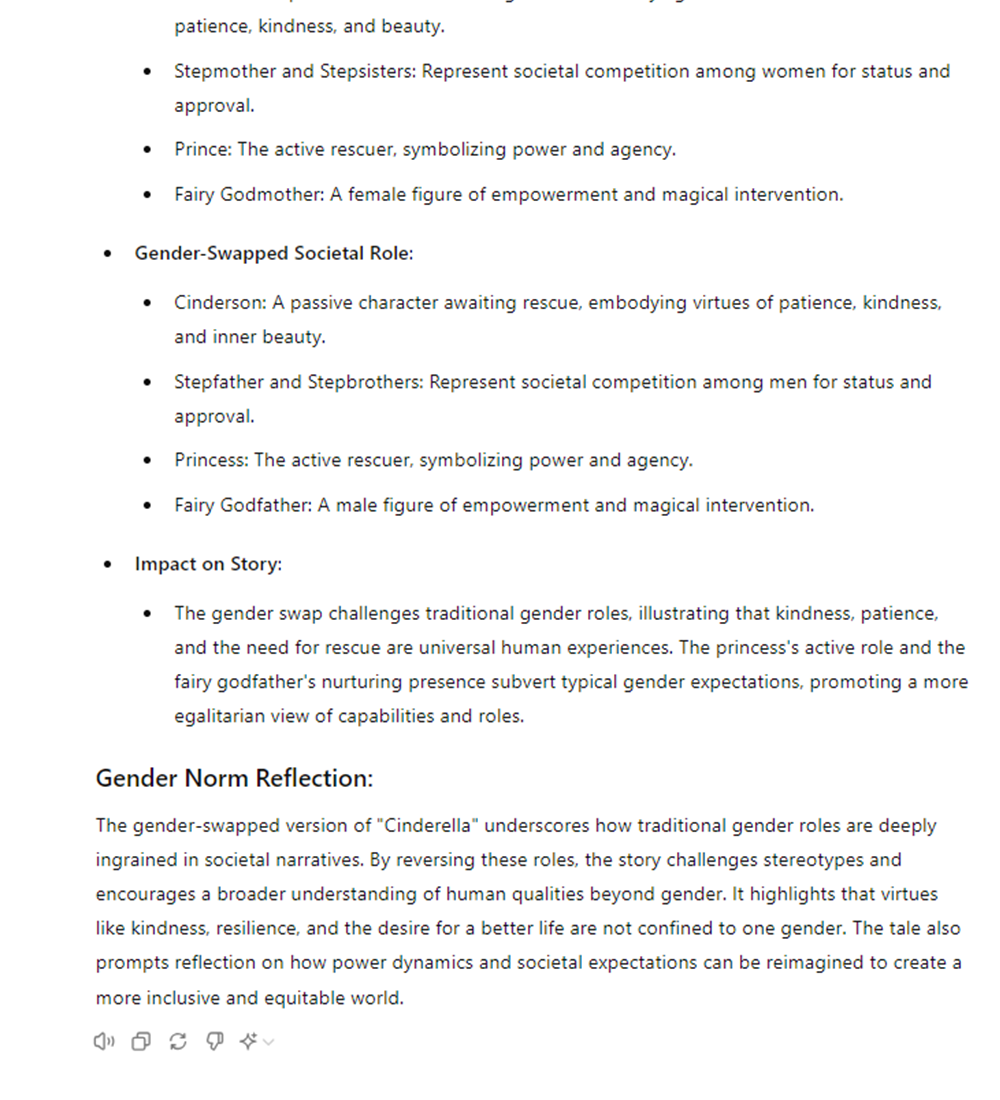 patience, kindness, and beauty.
Stepmother and Stepsisters: Represent societal competition among women for status and
approval.
Prince: The active rescuer, symbolizing power and agency.
Fairy Godmother: A female figure of empowerment and magical intervention.
Gender-Swapped Societal Role:
Cinderson: A passive character awaiting rescue, embodying virtues of patience, kindness,
and inner beauty.
Stepfather and Stepbrothers: Represent societal competition among men for status and
approval.
Princess: The active rescuer, symbolizing power and agency.
Fairy Godfather: A male figure of empowerment and magical intervention.
Impact on Story:
The gender swap challenges traditional gender roles, illustrating that kindness, patience,
and the need for rescue are universal human experiences. The princess's active role and the
fairy godfather's nurturing presence subvert typical gender expectations, promoting a more
egalitarian view of capabilities and roles.
Gender Norm Reflection:
The gender-swapped version of "Cinderella" underscores how traditional gender roles are deeply
ingrained in societal narratives. By reversing these roles, the story challenges stereotypes and
encourages a broader understanding of human qualities beyond gender. It highlights that virtues
like kindness, resilience, and the desire for a better life are not confined to one gender. The tale also
prompts reflection on how power dynamics and societal expectations can be reimagined to create a
more inclusive and equitable world.